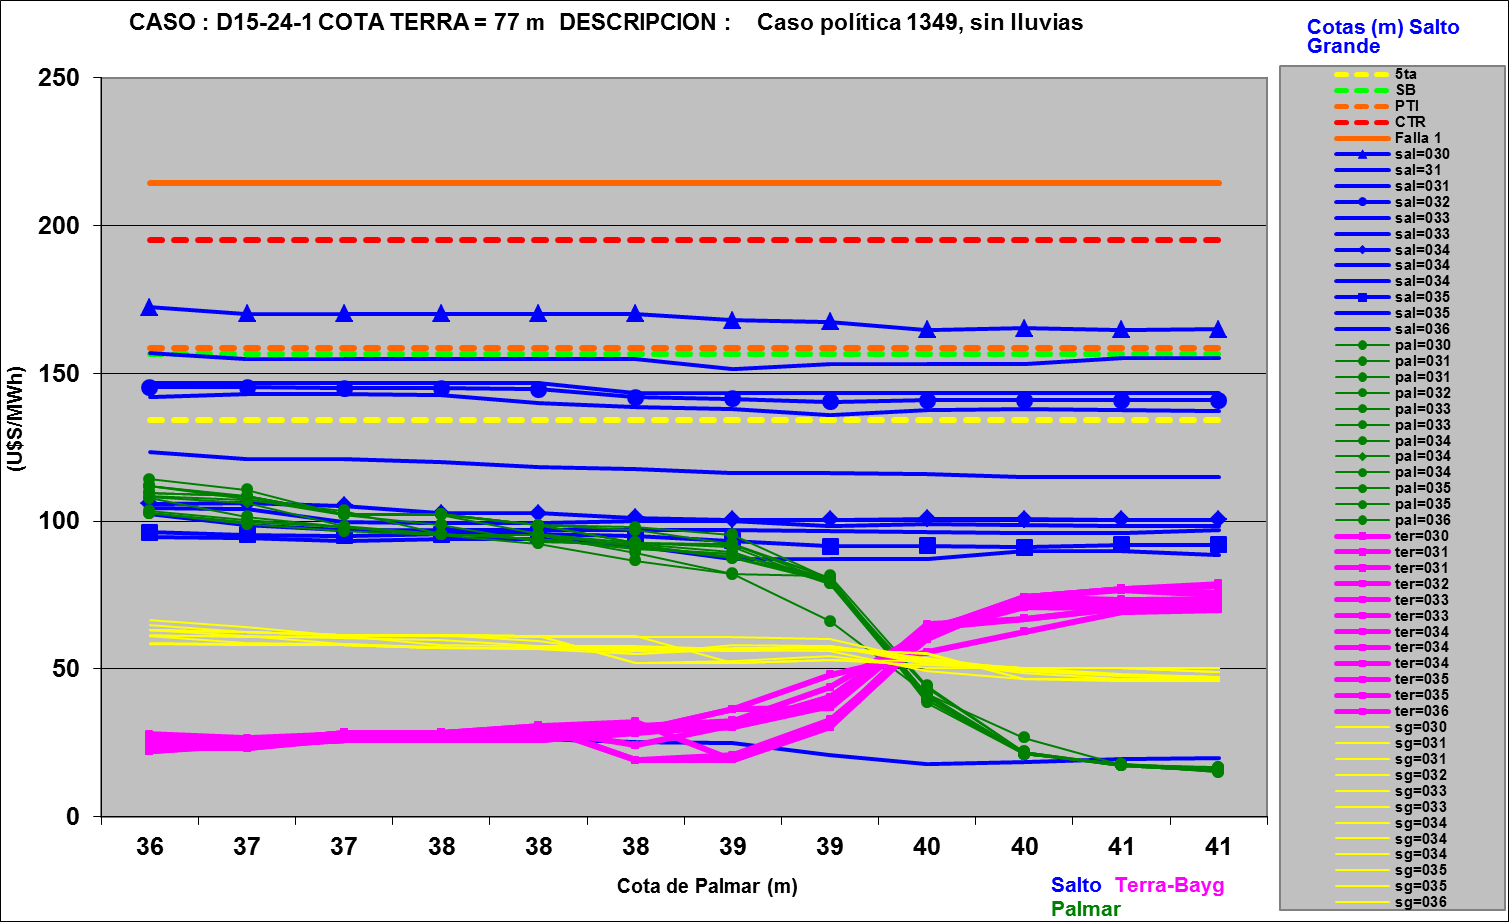 CASO : D15-24-1 COTA TERRA = 77 m DESCRIPCION : Caso política 1349, sin lluvias
Cotas (m) Salto
Grande
250
200
150
100
50
0
(U$S/MWh)
36 37 37 38 38 38 39 39 40 40 41 41
Cota de Palmar (m)
Salto Terra-Bayg
Palmar
5ta
SB
PTI
CTR
Falla 1
sal=030
sal=31
sal=031
sal=032
sal=033
sal=033
sal=034
sal=034
sal=034
sal=035
sal=035
sal=036
pal=030
pal=031
pal=031
pal=032
pal=033
pal=033
pal=034
pal=034
pal=034
pal=035
pal=035
pal=036
ter=030
ter=031
ter=031
ter=032
ter=033
ter=033
ter=034
ter=034
ter=034
ter=035
ter=035
ter=036
sg=030
sg=031
sg=031
sg=032
sg=033
sg=033
sg=034
sg=034
sg=034
sg=035
sg=035
sg=036